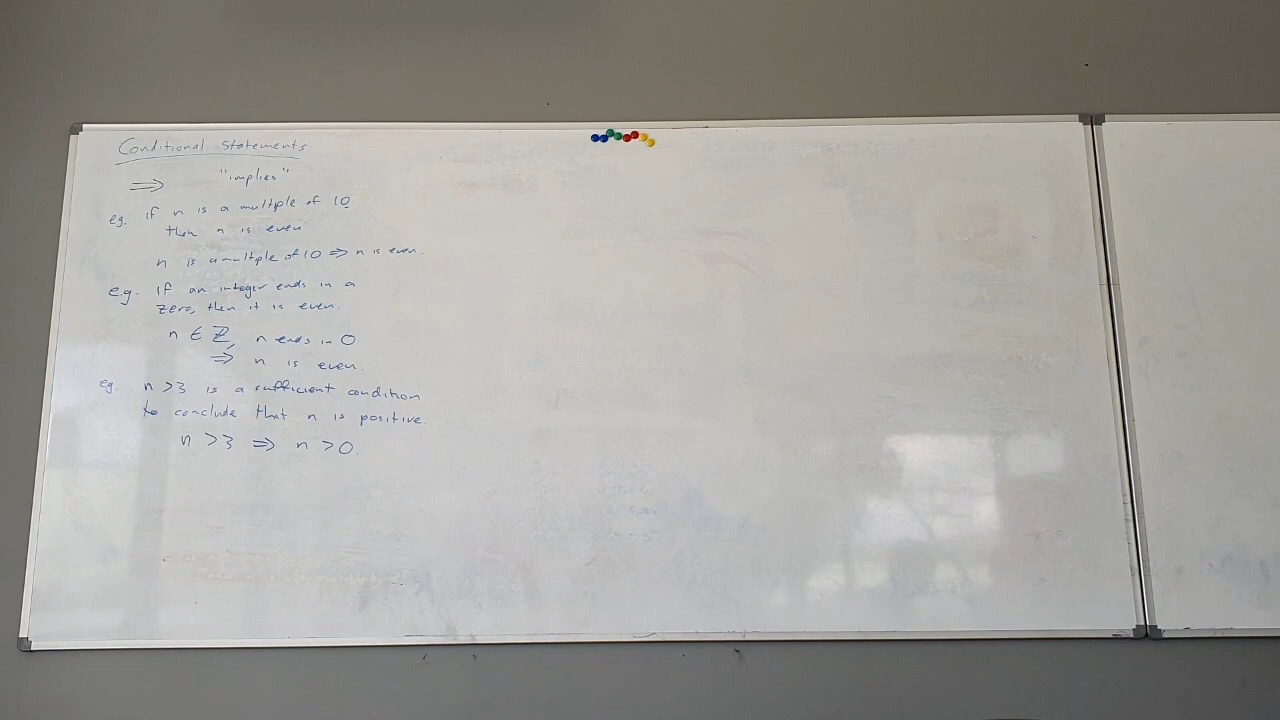 Conditional Statements
⇒ "implies"
eg. if n is a multiple of 10
then n is even
n is a multiple of 10 ⇒ n is even.
e.g. If an integer ends in a
zero, then it is even.
n ∈ ℤ, n ends in 0
⇒ n is even.
eg. n > 3 is a sufficient condition
to conclude that n is positive.
n > 3 ⇒ n > 0.